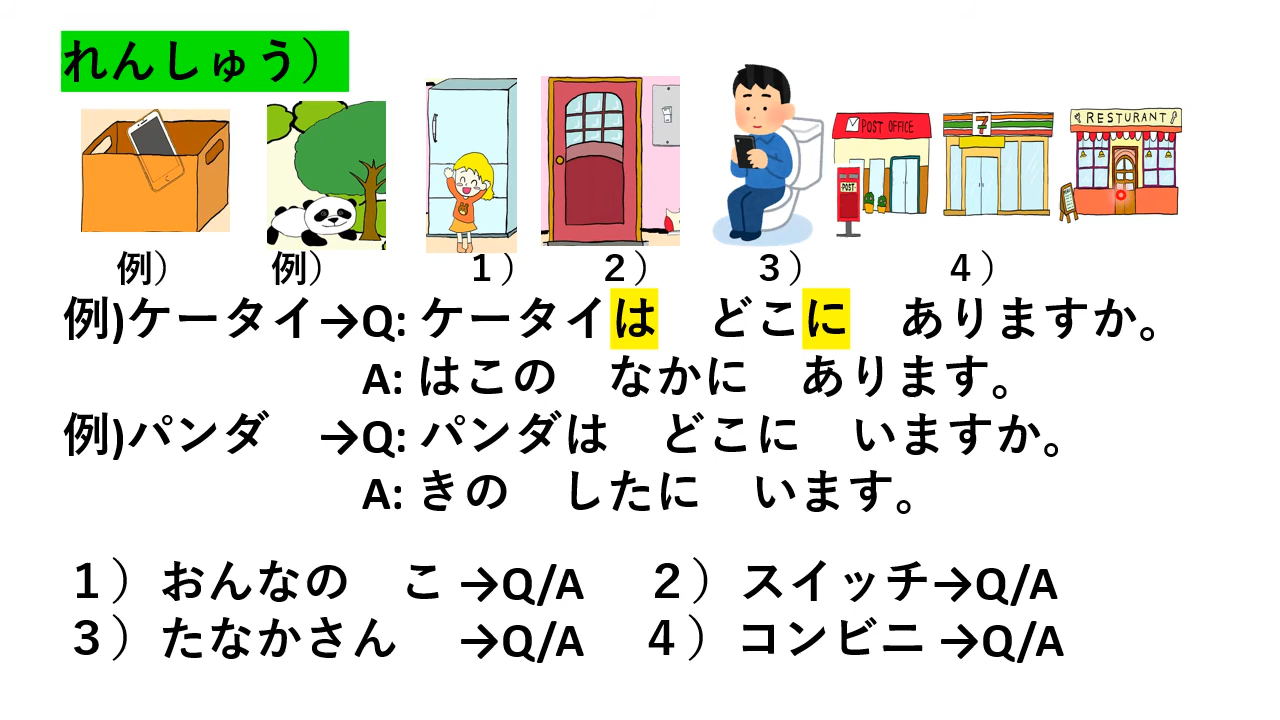 れんしゅう）
POST OFFICE
POST
7
RESTURANT
例） 例） １） ２） ３） ４）
例)ケータイ→Q: ケータイは　どこに　ありますか。
A: はこの　なかに　あります。
例)パンダ　→Q: パンダは　どこに　いますか。
A: きの　したに　います。
１）おんなの　こ →Q/A　２）スイッチ→Q/A
３）たなかさん　→Q/A　４）コンビニ →Q/A